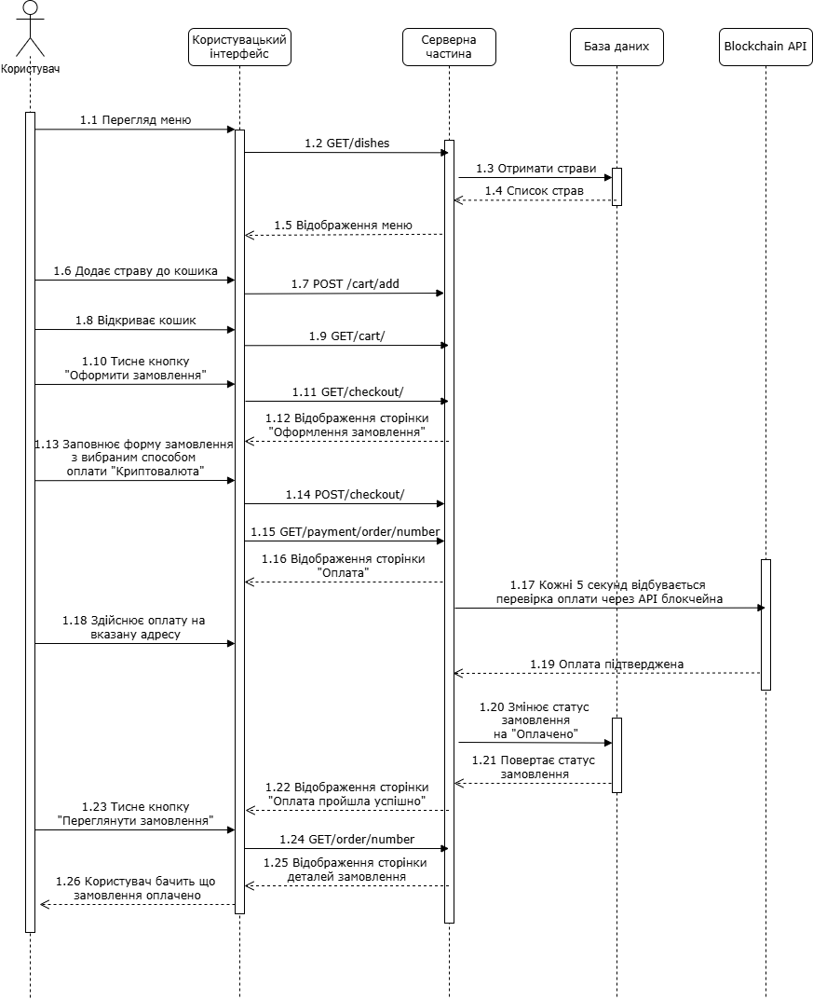 Користувач
Користувацький
інтерфейс
Серверна
частина
База даних
Blockchain API
1.1 Перегляд меню
1.2 GET/dishes
1.3 Отримати страви
1.4 Список страв
1.5 Відображення меню
1.6 Додає страву до кошика
1.7 POST /cart/add
1.8 Відкриває кошик
1.9 GET/cart/
1.10 Тисне кнопку
"Оформити замовлення"
1.11 GET/checkout/
1.12 Відображення сторінки
"Оформлення замовлення"
1.13 Заповнює форму замовлення
з вибраним способом
оплати "Криптовалюта"
1.14 POST/checkout/
1.15 GET/payment/order/number
1.16 Відображення сторінки
"Оплата"
1.17 Кожні 5 секунд відбувається
перевірка оплати через API блокчейна
1.18 Здійснює оплату на
вказану адресу
1.19 Оплата підтверджена
1.20 Змінює статус
замовлення
на "Оплачено"
1.21 Повертає статус
замовлення
1.22 Відображення сторінки
"Оплата пройшла успішно"
1.23 Тисне кнопку
"Переглянути замовлення"
1.24 GET/order/number
1.25 Відображення сторінки
деталей замовлення
1.26 Користувач бачить що
замовлення оплачено